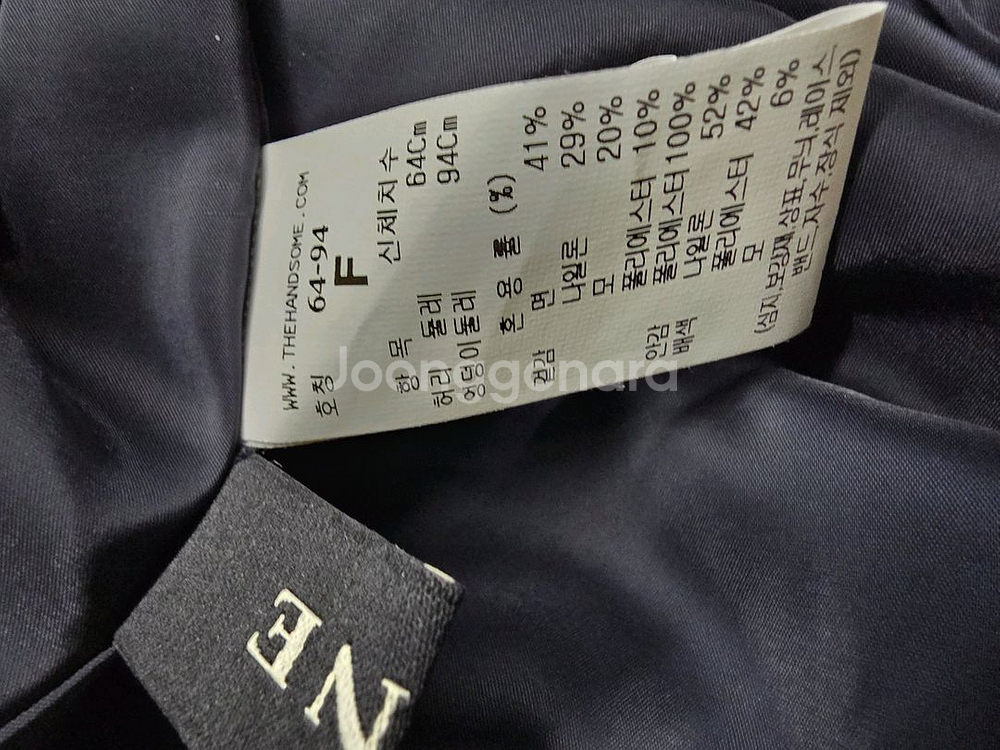 WWW.THEHANDSOME.COM
호칭 64-94
F
항 목 신체치수
허리 둘레 64Cm
엉덩이 둘레 94Cm
혼 용 률 (%)
겉감 면 41%
나일론 29%
모 20%
폴리에스터 10%
안감 폴리에스터 100%
배색 나일론 52%
폴리에스터 42%
모 6%
(심지,보강재,상표,무늬,레이스
밴드,자수,장식 제외)
NE
Joonggonara